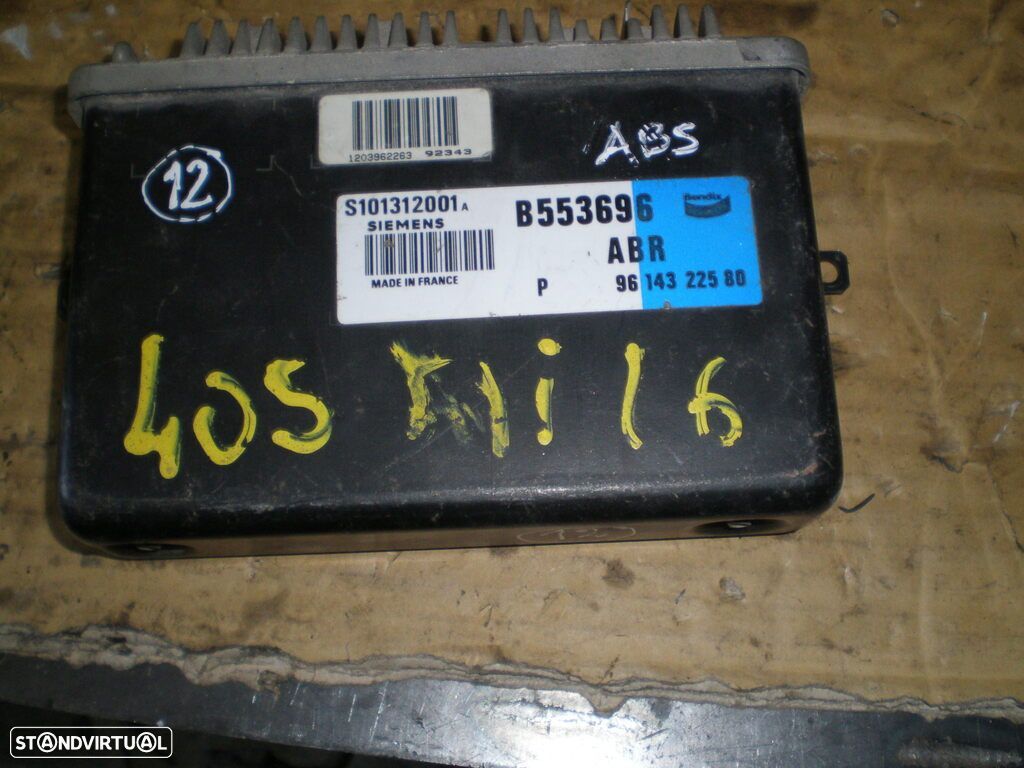 1203962263 92343
ABS
12
S101312001 A
B553696
Bendix
SIEMENS
ABR
MADE IN FRANCE
P
96 143 225 80
405 Mi 16
STANDVIRTUAL